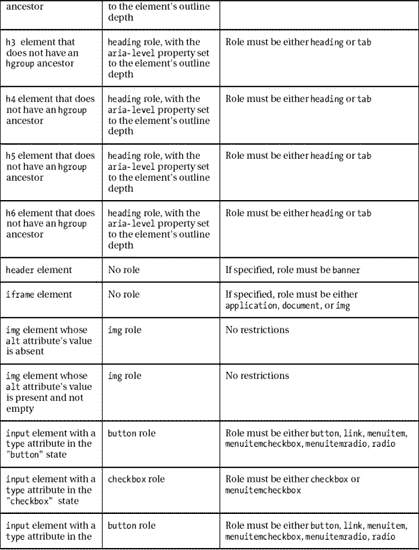 ancestor
to the element's outline
depth
h3 element that
does not have an
hgroup ancestor
heading role, with the
aria-level property set
to the element's outline
depth
Role must be either heading or tab
h4 element that does
not have an hgroup
ancestor
heading role, with the
aria-level property set
to the element's outline
depth
Role must be either heading or tab
h5 element that does
not have an hgroup
ancestor
heading role, with the
aria-level property set
to the element's outline
depth
Role must be either heading or tab
h6 element that does
not have an hgroup
ancestor
heading role, with the
aria-level property set
to the element's outline
depth
Role must be either heading or tab
header element
No role
If specified, role must be banner
iframe element
No role
If specified, role must be either
application, document, or img
img element whose
alt attribute's value
is absent
img role
No restrictions
img element whose
alt attribute's value
is present and not
empty
img role
No restrictions
input element with a
type attribute in the
"button" state
button role
Role must be either button, link, menuitem,
menuitemcheckbox, menuitemradio, radio
input element with a
type attribute in the
"checkbox" state
checkbox role
Role must be either checkbox or
menuitemcheckbox
input element with a
type attribute in the
button role
Role must be either button, link, menuitem,
menuitemcheckbox, menuitemradio, radio